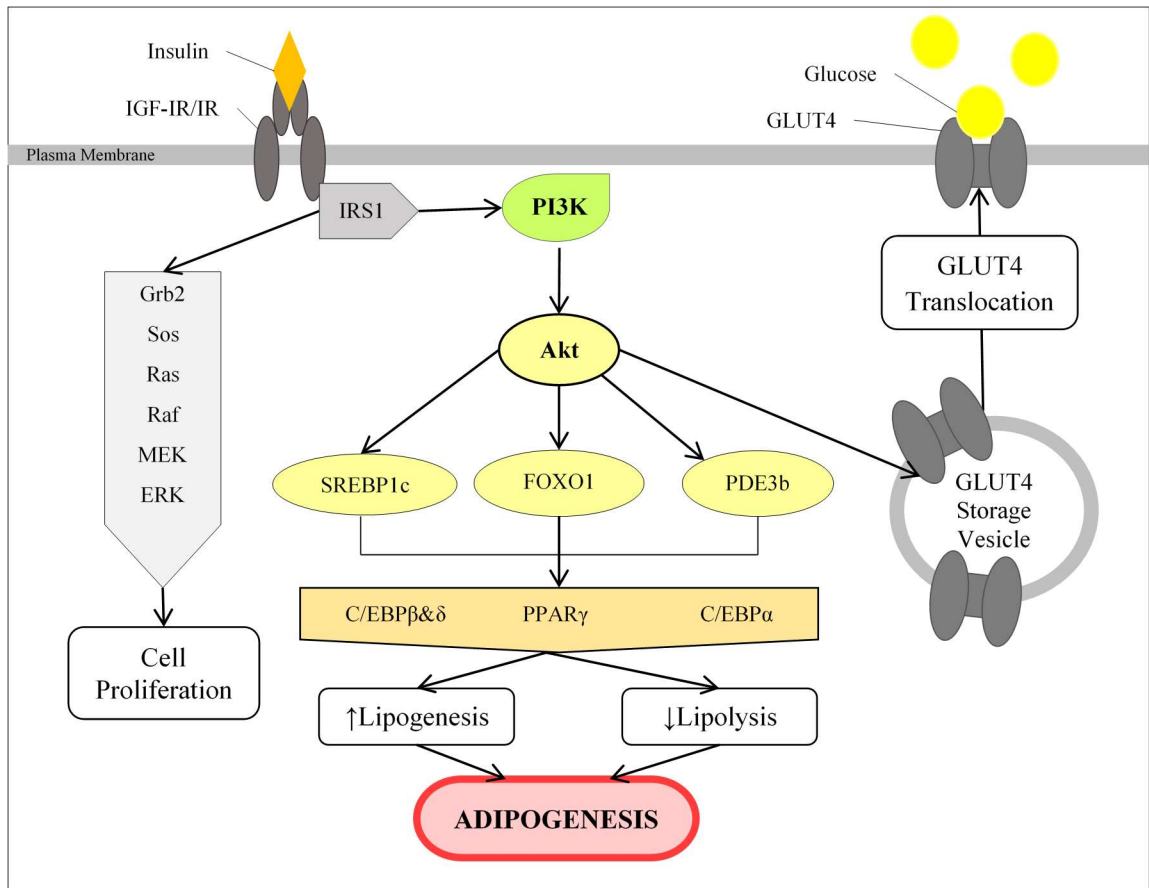 Insulin
IGF-IR/IR
Plasma Membrane
Glucose
GLUT4
IRS1
PI3K
Grb2
Sos
Ras
Raf
MEK
ERK
Cell
Proliferation
Akt
SREBP1c
FOXO1
PDE3b
C/EBPβ&δ
PPARγ
C/EBPα
↑Lipogenesis
↓Lipolysis
ADIPOGENESIS
GLUT4
Translocation
GLUT4
Storage
Vesicle